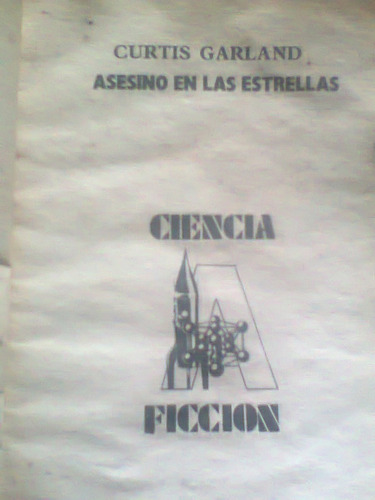 CURTIS GARLAND
ASESINO EN LAS ESTRELLAS
CIENCIA
A
FICCION